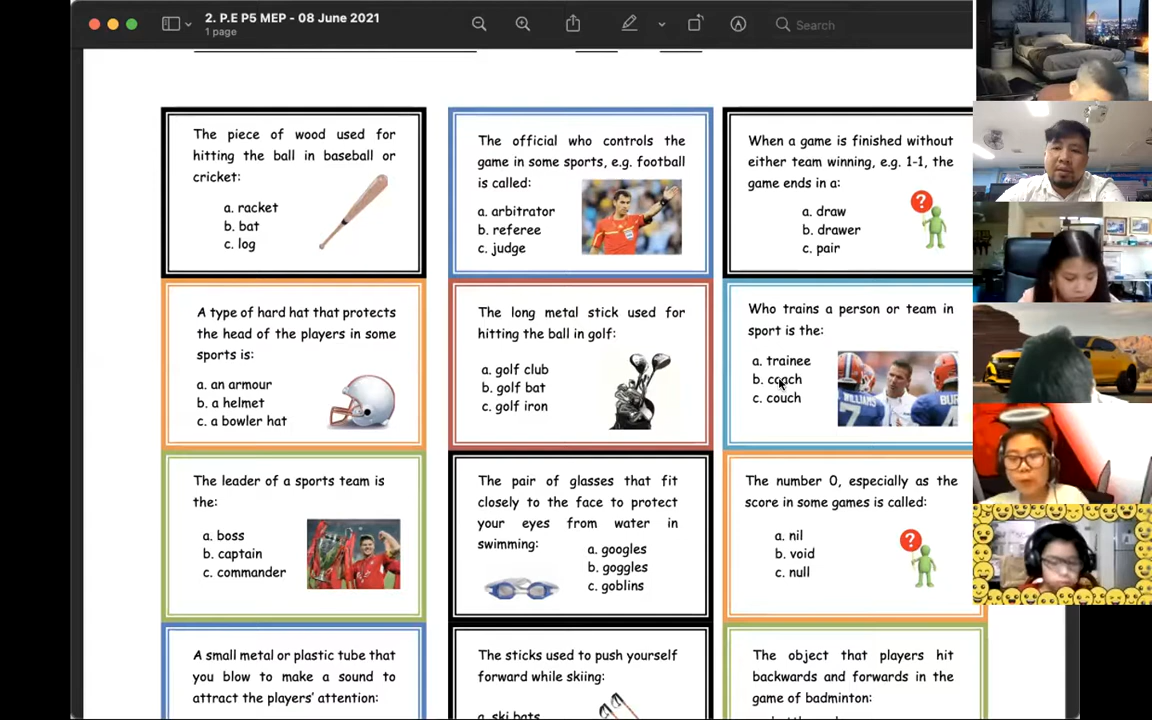 2. P.E P5 MEP - 08 June 2021
1 page
Search
The piece of wood used for
hitting the ball in baseball or
cricket:
a. racket
b. bat
c. log
The official who controls the
game in some sports, e.g. football
is called:
a. arbitrator
b. referee
c. judge
When a game is finished without
either team winning, e.g. 1-1, the
game ends in a:
a. draw
b. drawer
c. pair
A type of hard hat that protects
the head of the players in some
sports is:
a. an armour
b. a helmet
c. a bowler hat
The long metal stick used for
hitting the ball in golf:
a. golf club
b. golf bat
c. golf iron
Who trains a person or team in
sport is the:
a. trainee
b. coach
c. couch
WILLIAMS
7
BUR
4
The leader of a sports team is
the:
a. boss
b. captain
c. commander
The pair of glasses that fit
closely to the face to protect
your eyes from water in
swimming:
a. googles
b. goggles
c. goblins
The number 0, especially as the
score in some games is called:
a. nil
b. void
c. null
A small metal or plastic tube that
you blow to make a sound to
attract the players' attention:
The sticks used to push yourself
forward while skiing:
a. ski bats
The object that players hit
backwards and forwards in the
game of badminton: